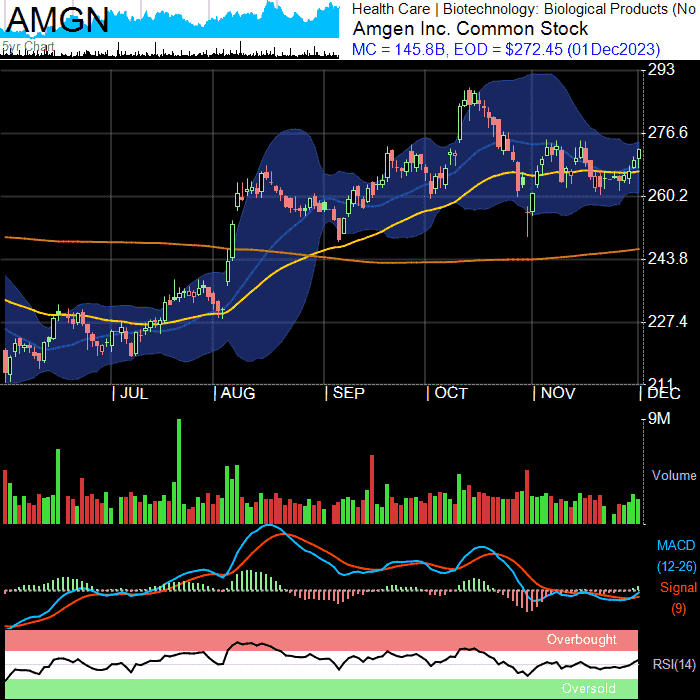 AMGN
5yr Chart
Health Care | Biotechnology: Biological Products (No
Amgen Inc. Common Stock
MC = 145.8B, EOD = $272.45 (01Dec2023)
293
276.6
260.2
243.8
227.4
211
| JUL
| AUG
| SEP
| OCT
| NOV
| DEC
9M
Volume
MACD
(12-26)
Signal
(9)
Overbought
RSI(14)
Oversold